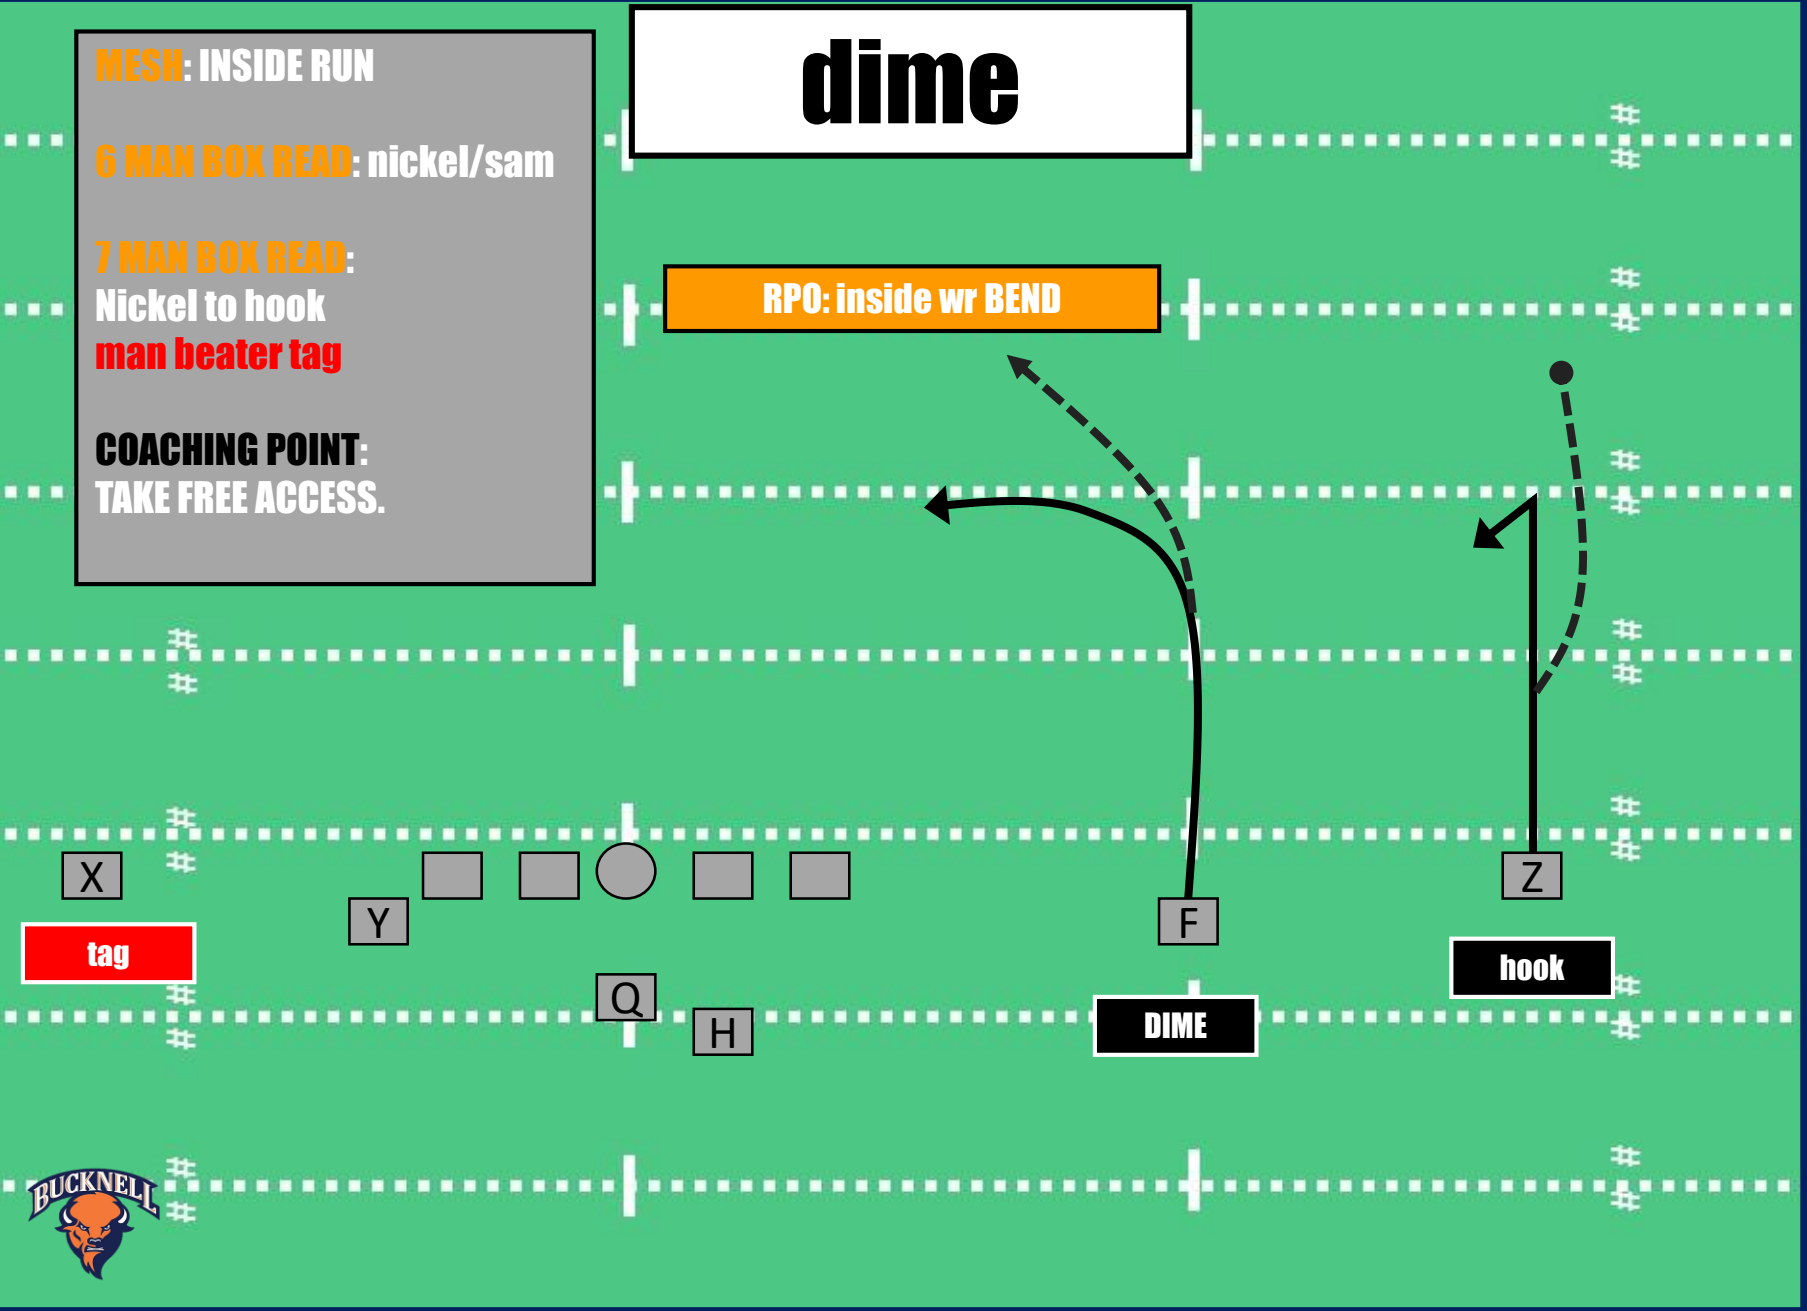 dime
MESH: INSIDE RUN
6 MAN BOX READ: nickel/sam
7 MAN BOX READ:
Nickel to hook
man beater tag
COACHING POINT:
TAKE FREE ACCESS.
RPO: inside wr BEND
X
Y
F
Z
tag
hook
Q
H
DIME
BUCKNELL